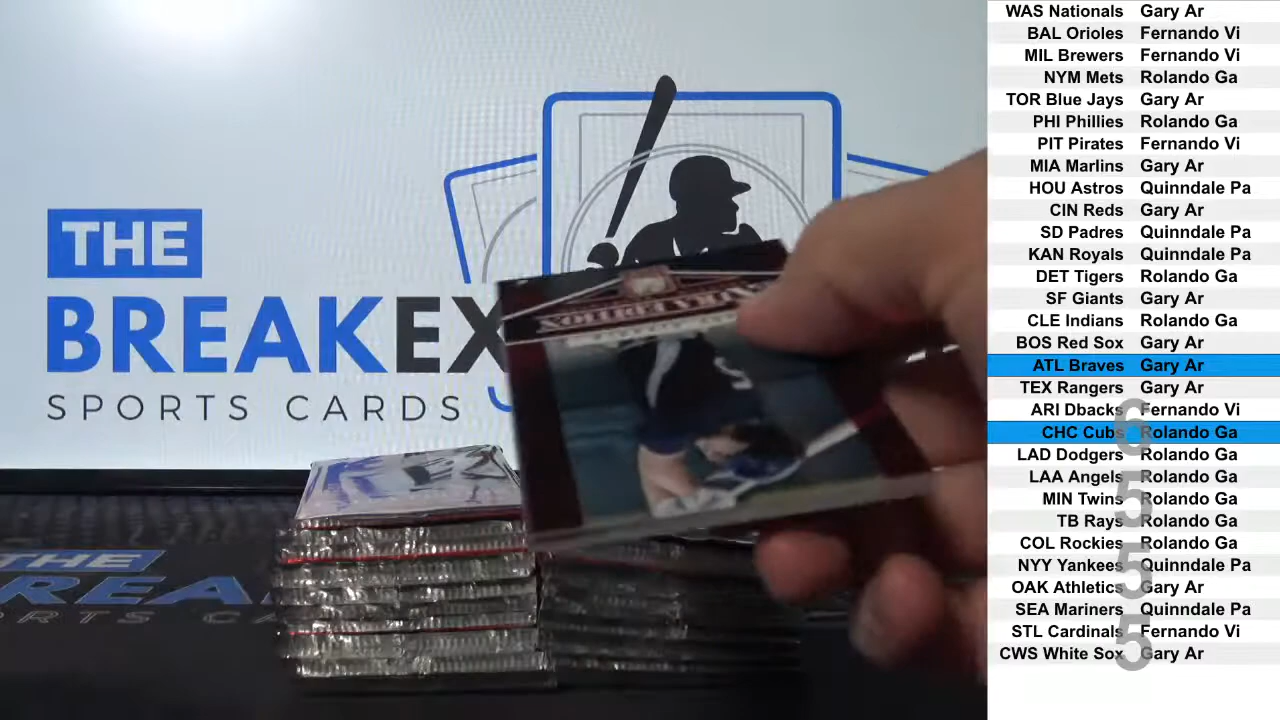 THE
BREAKEX
SPORTS CARDS
EXTRA EDITION
THE
WAS Nationals Gary Ar
BAL Orioles Fernando Vi
MIL Brewers Fernando Vi
NYM Mets Rolando Ga
TOR Blue Jays Gary Ar
PHI Phillies Rolando Ga
PIT Pirates Fernando Vi
MIA Marlins Gary Ar
HOU Astros Quinndale Pa
CIN Reds Gary Ar
SD Padres Quinndale Pa
KAN Royals Quinndale Pa
DET Tigers Rolando Ga
SF Giants Gary Ar
CLE Indians Rolando Ga
BOS Red Sox Gary Ar
ATL Braves Gary Ar
TEX Rangers Gary Ar
ARI Dbacks Fernando Vi
CHC Cubs Rolando Ga
LAD Dodgers Rolando Ga
LAA Angels Rolando Ga
MIN Twins Rolando Ga
TB Rays Rolando Ga
COL Rockies Rolando Ga
NYY Yankees Quinndale Pa
OAK Athletics Gary Ar
SEA Mariners Quinndale Pa
STL Cardinals Fernando Vi
CWS White Sox Gary Ar
6555